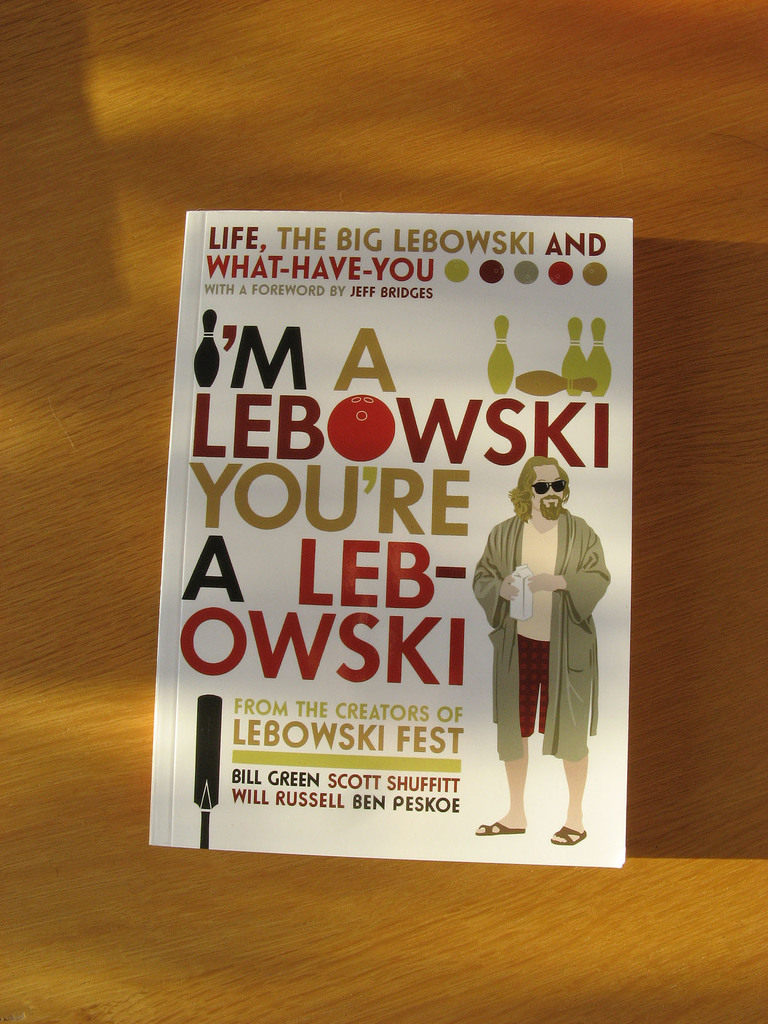 LIFE, THE BIG LEBOWSKI AND
WHAT-HAVE-YOU
WITH A FOREWORD BY JEFF BRIDGES
I'M A
LEBOWSKI
YOU'RE
A LEB-
OWSKI
FROM THE CREATORS OF
LEBOWSKI FEST
BILL GREEN SCOTT SHUFFITT
WILL RUSSELL BEN PESKOE